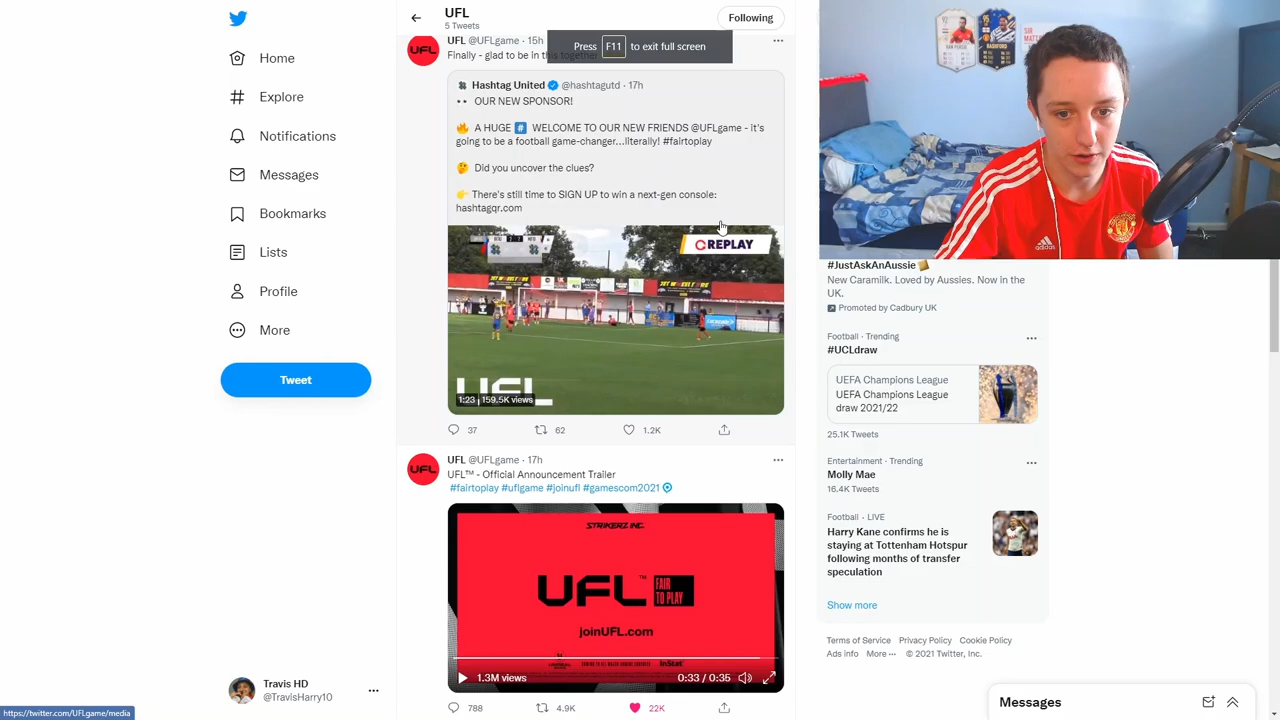 UFL
5 Tweets
Following
Press F11 to exit full screen
Home
Explore
Notifications
Messages
Bookmarks
Lists
Profile
More
Tweet
Travis HD
@TravisHarry10
https://twitter.com/UFLgame/media
UFL @UFLgame · 15h
Finally - glad to be in this together
Hashtag United @hashtagutd · 17h
OUR NEW SPONSOR!
A HUGE # WELCOME TO OUR NEW FRIENDS @UFLgame - it's
going to be a football game-changer...literally! #fairtoplay
Did you uncover the clues?
There's still time to SIGN UP to win a next-gen console:
hashtagqr.com
REPLAY
UFL
1:23 159.5K views
37
62
1.2K
UFL @UFLgame · 17h
UFL™ - Official Announcement Trailer
#fairtoplay #uflgame #joinufl #gamescom2021
STRIKERZ INC.
UFL™ FAIR TO PLAY
joinUFL.com
InStat
1.3M views
0:33 / 0:35
788
4.9K
22K
VAN PERSIE
RASHFORD
adidas
#JustAskAnAussie
New Caramilk. Loved by Aussies. Now in the
UK.
Promoted by Cadbury UK
Football · Trending
#UCLdraw
UEFA Champions League
UEFA Champions League
draw 2021/22
25.1K Tweets
Entertainment · Trending
Molly Mae
16.4K Tweets
Football · LIVE
Harry Kane confirms he is
staying at Tottenham Hotspur
following months of transfer
speculation
Show more
Terms of Service Privacy Policy Cookie Policy
Ads info More ··· © 2021 Twitter, Inc.
Messages